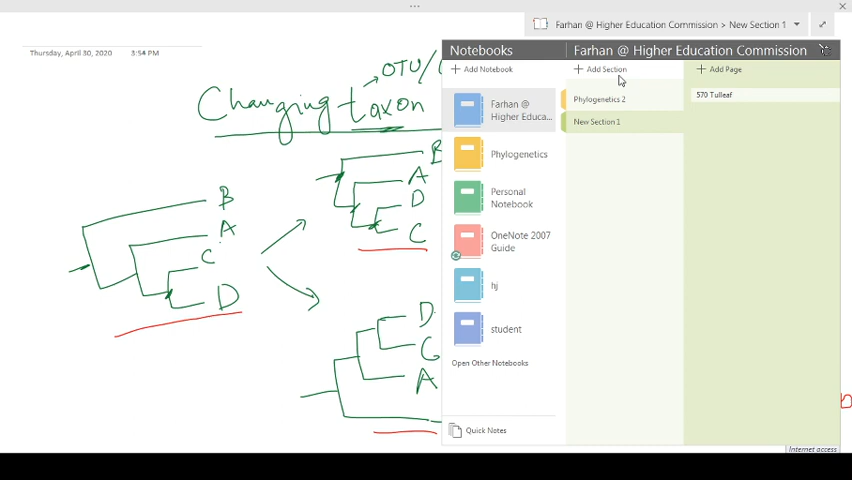 Farhan @ Higher Education Commission > New Section 1
Thursday, April 30, 2020 3:54 PM
Notebooks
Farhan @ Higher Education Commission
+ Add Notebook
+ Add Section
+ Add Page
Farhan @ Higher Educa...
Phylogenetics
Personal Notebook
OneNote 2007 Guide
hj
student
Open Other Notebooks
Quick Notes
Phylogenetics 2
New Section 1
570 Tulleaf
OTU/
Changing taxon
B
A
C
D
B
A
D
C
D
C
A
D
Internet access